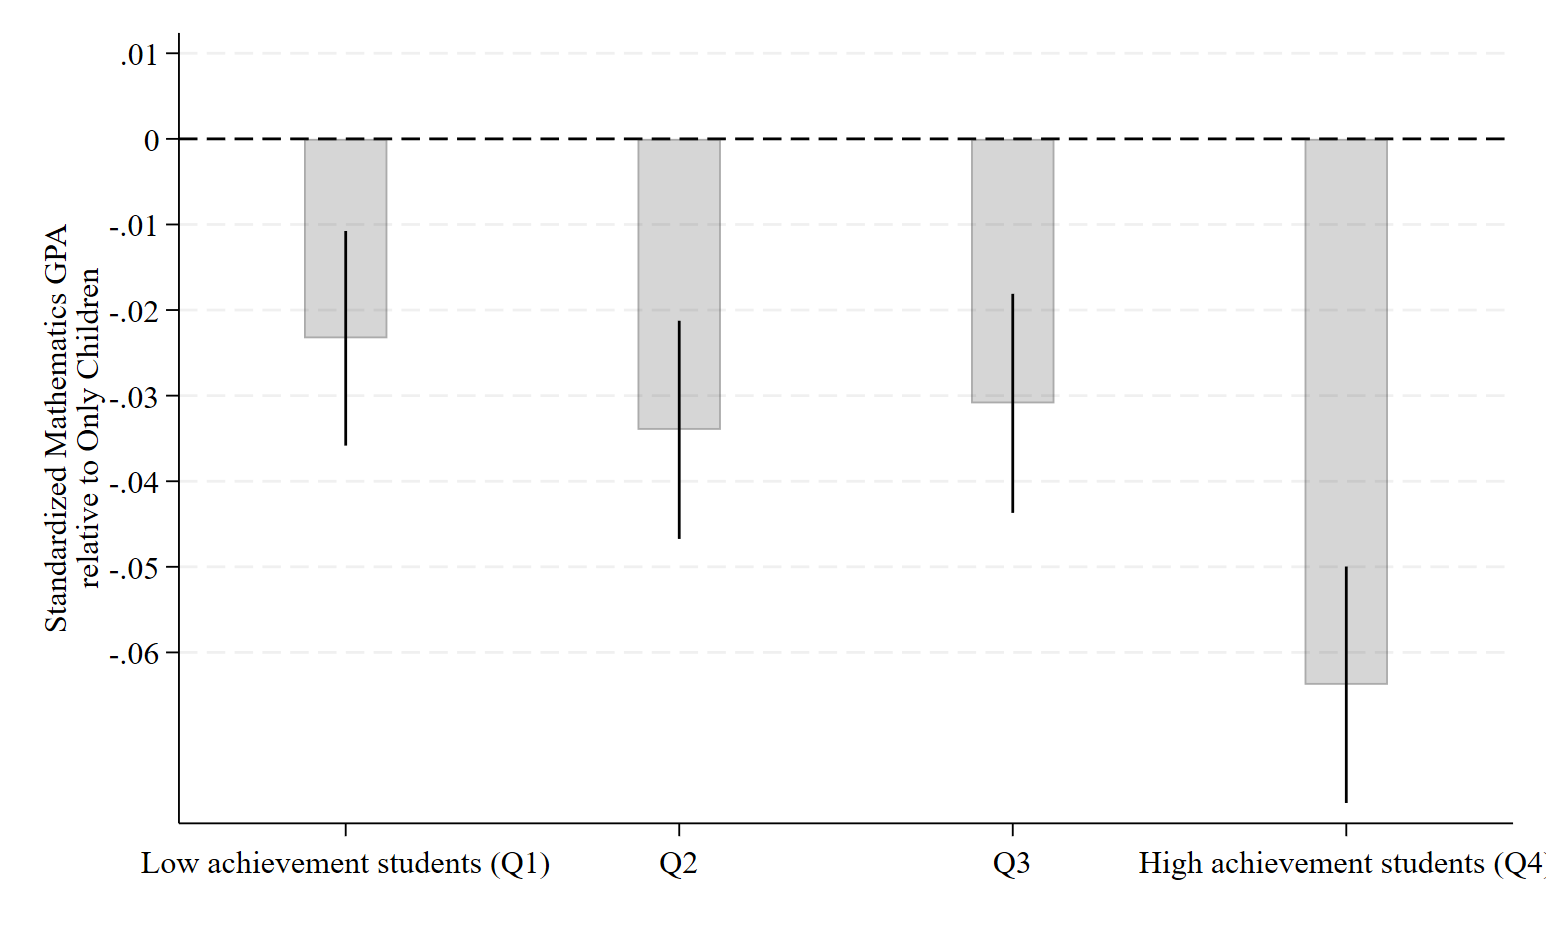 Standardized Mathematics GPA
relative to Only Children
.01
0
-.01
-.02
-.03
-.04
-.05
-.06
Low achievement students (Q1)
Q2
Q3
High achievement students (Q4)